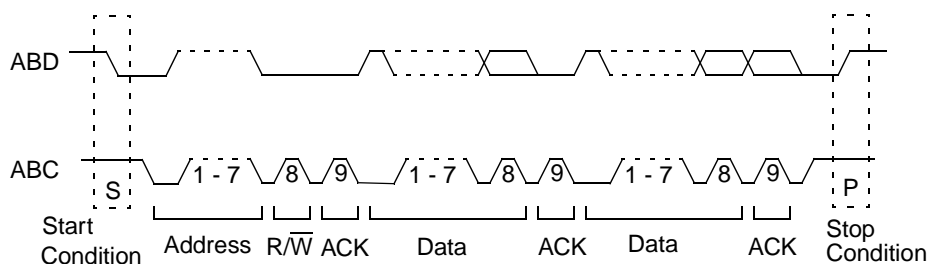 ABD
ABC
1 - 7 8 9 1 - 7 8 9 1 - 7 8 9
S P
Start Condition
Address R/W̅ ACK Data ACK Data ACK
Stop Condition